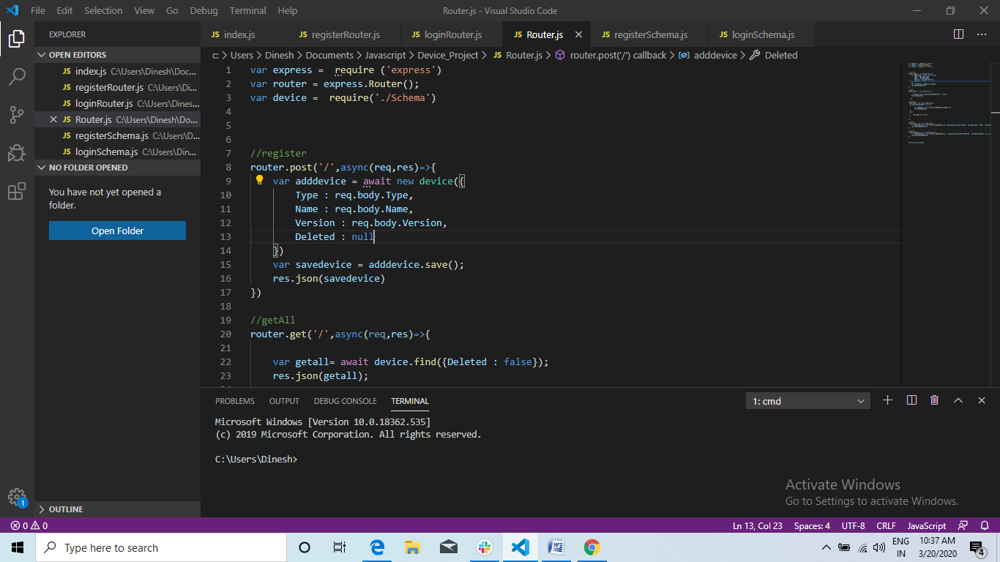 File Edit Selection View Go Debug Terminal Help
Router.js - Visual Studio Code
EXPLORER
OPEN EDITORS
JS index.js C:\Users\Dinesh\Doc...
JS registerRouter.js C:\Users\Di...
JS loginRouter.js C:\Users\Dines...
JS Router.js C:\Users\Dinesh\Do...
JS registerSchema.js C:\Users\D...
JS loginSchema.js C:\Users\Din...
NO FOLDER OPENED
You have not yet opened a
folder.
Open Folder
OUTLINE
1
JS index.js
JS registerRouter.js
JS loginRouter.js
JS Router.js
JS registerSchema.js
JS loginSchema.js
c: > Users > Dinesh > Documents > Javascript > Device_Project > JS Router.js > router.post('/') callback > adddevice > Deleted
1 var express =  require ('express')
2 var router = express.Router();
3 var device =  require('./Schema')
4
5
6
7 //register
8 router.post('/',async(req,res)=>{
9 var adddevice = await new device({
10 Type : req.body.Type,
11 Name : req.body.Name,
12 Version : req.body.Version,
13 Deleted : null
14 })
15 var savedevice = adddevice.save();
16 res.json(savedevice)
17 })
18
19 //getAll
20 router.get('/',async(req,res)=>{
21
22 var getall= await device.find({Deleted : false});
23 res.json(getall);
PROBLEMS OUTPUT DEBUG CONSOLE TERMINAL
1: cmd
Microsoft Windows [Version 10.0.18362.535]
(c) 2019 Microsoft Corporation. All rights reserved.
C:\Users\Dinesh>
Activate Windows
Go to Settings to activate Windows.
0 0
Ln 13, Col 23 Spaces: 4 UTF-8 CRLF JavaScript
Type here to search
ENG
IN
10:37 AM
3/20/2020
4